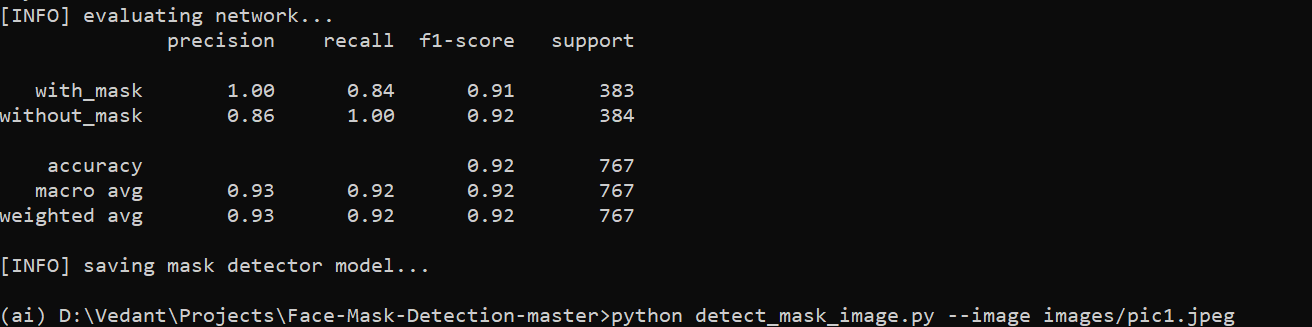 [INFO] evaluating network...
precision recall f1-score support
with_mask 1.00 0.84 0.91 383
without_mask 0.86 1.00 0.92 384
accuracy 0.92 767
macro avg 0.93 0.92 0.92 767
weighted avg 0.93 0.92 0.92 767
[INFO] saving mask detector model...
(ai) D:\Vedant\Projects\Face-Mask-Detection-master>python detect_mask_image.py --image images/pic1.jpeg